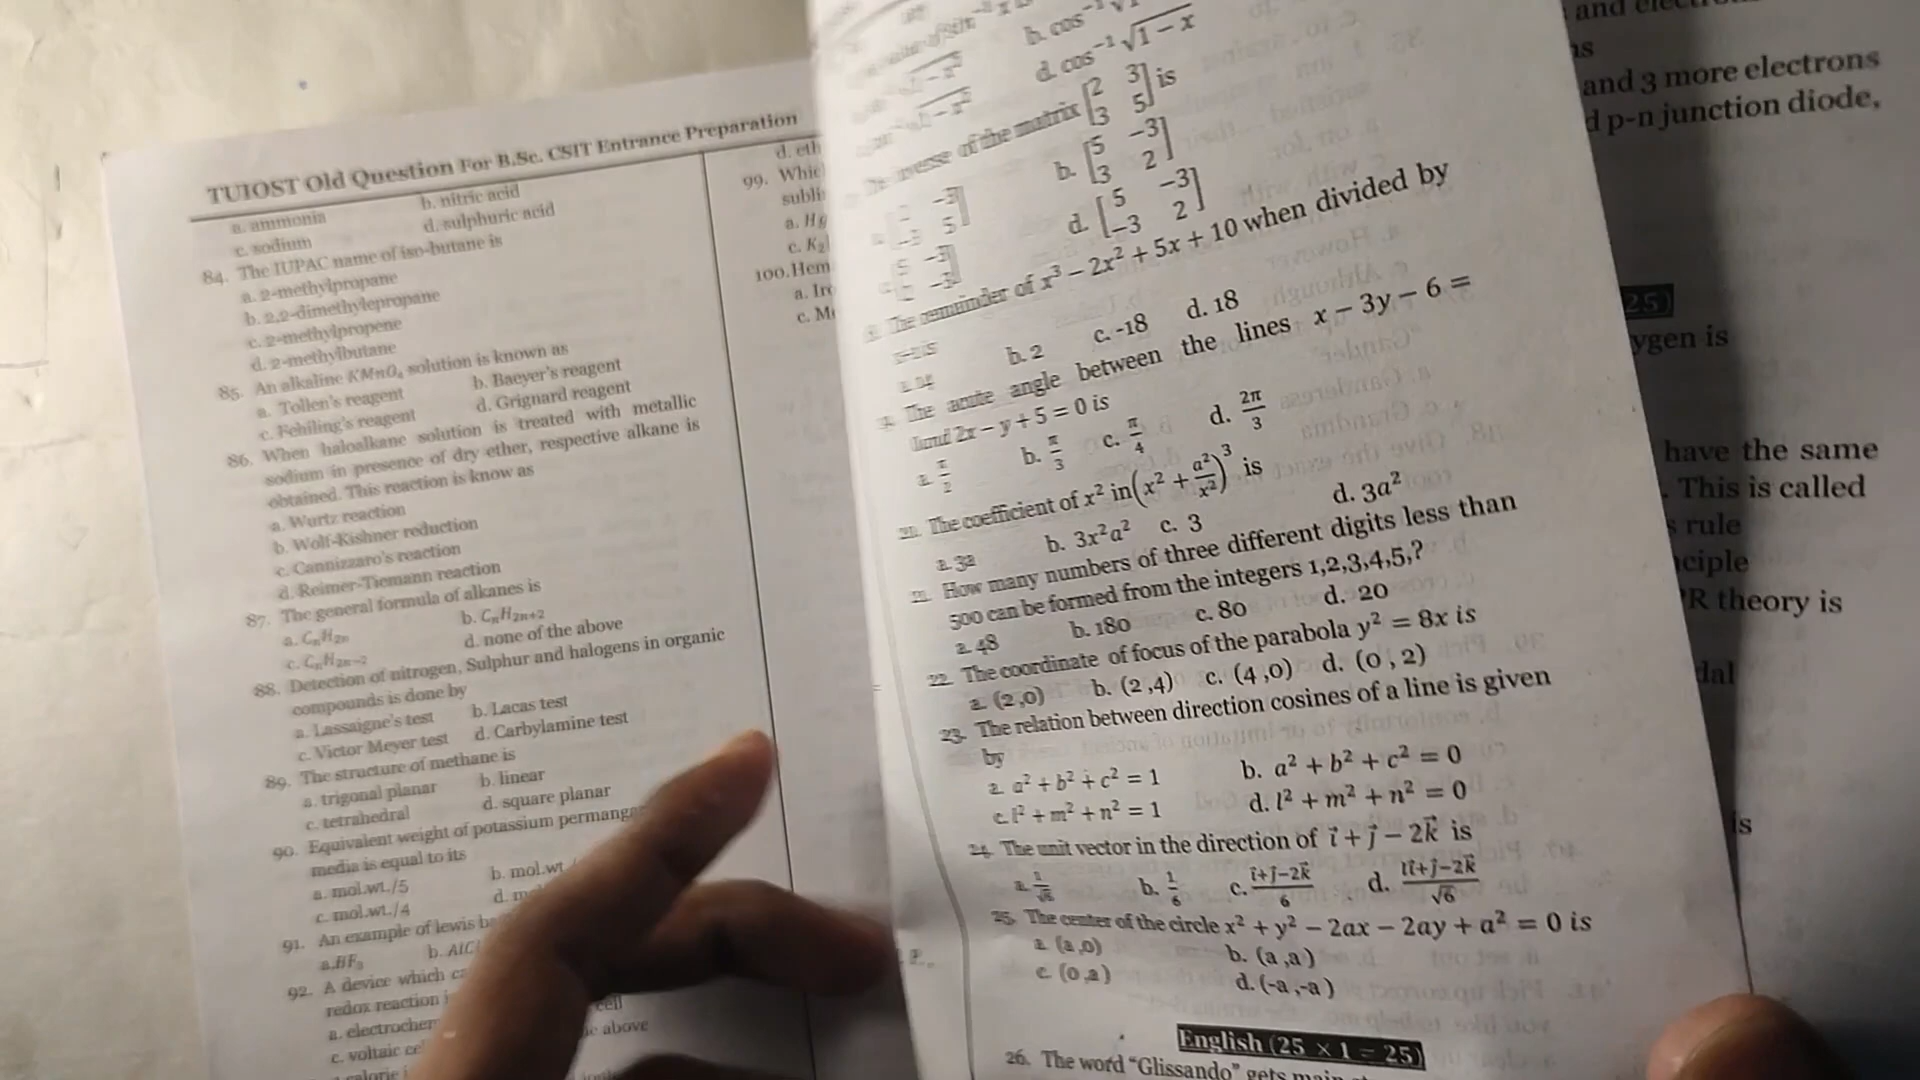 TUIOST Old Question For B.Sc. CSIT Entrance Preparation
a. ammonia b. nitric acid
c. sodium d. sulphuric acid
84. The IUPAC name of iso-butane is
a. 2-methylpropane
b. 2,2-dimethylepropane
c. 2-methylpropene
d. 2-methylbutane
85. An alkaline KMnO₄ solution is known as
a. Tollen's reagent b. Baeyer's reagent
c. Fehiling's reagent d. Grignard reagent
86. When haloalkane solution is treated with metallic
sodium in presence of dry ether, respective alkane is
obtained. This reaction is know as
a. Wurtz reaction
b. Wolf-Kishner reduction
c. Cannizzaro's reaction
d. Reimer-Tiemann reaction
87. The general formula of alkanes is
a. CₙH₂ₙ b. CₙH₂ₙ₊₂
c. CₙH₂ₙ₋₂ d. none of the above
88. Detection of nitrogen, Sulphur and halogens in organic
compounds is done by
a. Lassaigne's test b. Lacas test
c. Victor Meyer test d. Carbylamine test
89. The structure of methane is
a. trigonal planar b. linear
c. tetrahedral d. square planar
90. Equivalent weight of potassium permanga
media is equal to its
a. mol.wt./5 b. mol.wt.
c. mol.wt./4
91. An example of lewis ba
a.BF₃ b. AlCl
92. A device which ca
redox reaction i
a. electrochem cell
c. voltaic ce e above
d. eth
99. Whic
subli
a. Hg
c. K₂
100.Hem
a. Iro
c. M
b. cos⁻¹
d. cos⁻¹√1 − x
inverse of the matrix [2 3 3 5] is
b. [5 −3 3 2]
d. [5 −3 −3 2]
The remainder of x³ − 2x² + 5x + 10 when divided by
b. 2 c. -18 d. 18
The acute angle between the lines x − 3y − 6 =
0 and 2x − y + 5 = 0 is
a. π/2 b. π/3 c. π/4 d. 2π/3
The coefficient of x² in(x² + a²/x²)³ is
a. 3a b. 3x²a² c. 3 d. 3a²
21. How many numbers of three different digits less than
500 can be formed from the integers 1,2,3,4,5,?
a. 48 b. 180 c. 80 d. 20
22. The coordinate of focus of the parabola y² = 8x is
a. (2,0) b. (2,4) c. (4,0) d. (0 , 2)
23. The relation between direction cosines of a line is given
by
a. a² + b² + c² = 1 b. a² + b² + c² = 0
c. l² + m² + n² = 1 d. l² + m² + n² = 0
24. The unit vector in the direction of i⃗ + j⃗ − 2k⃗ is
a. 1/√6 b. 1/6 c. i⃗+j⃗−2k⃗/6 d. 1i⃗+j⃗−2k⃗/√6
25. The center of the circle x² + y² − 2ax − 2ay + a² = 0 is
a. (a,0) b. (a ,a )
c. (0,a) d. (-a ,-a )
English (25 × 1 = 25)
26. The word "Glissando" gets main
and 3 more electrons
d p-n junction diode,
25)
ygen is
have the same
. This is called
s rule
ciple
R theory is
dal
is